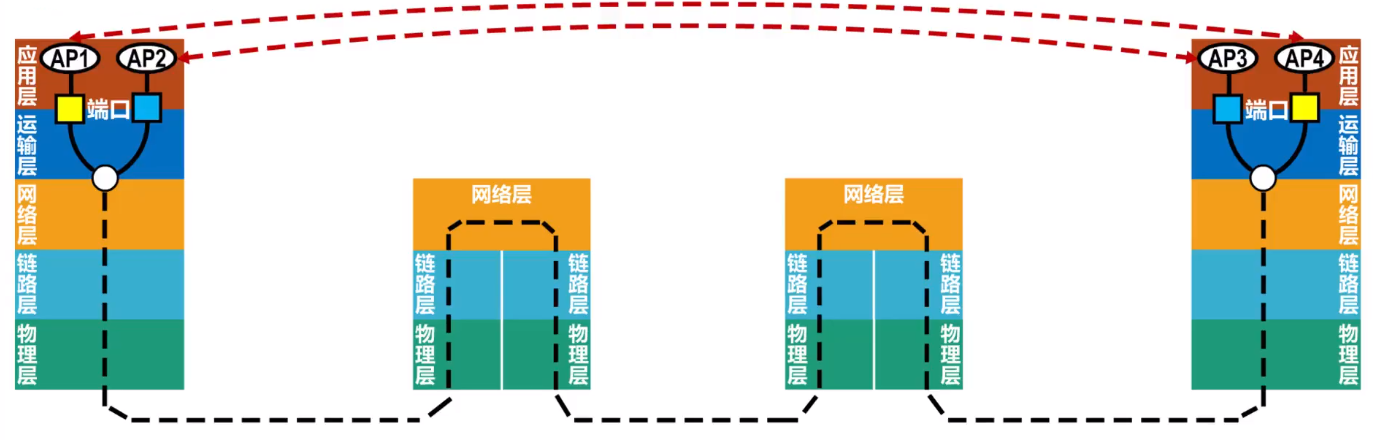 AP1
AP2
应用层
端口
运输层
网络层
链路层
物理层
网络层
链路层
链路层
物理层
物理层
网络层
链路层
链路层
物理层
物理层
AP3
AP4
应用层
端口
运输层
网络层
链路层
物理层